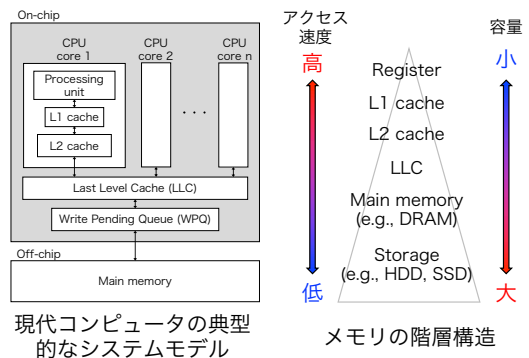 On-chip
CPU
core 1
CPU
core 2
CPU
core n
Processing
unit
L1 cache
L2 cache
. . .
Last Level Cache (LLC)
Write Pending Queue (WPQ)
Off-chip
Main memory
現代コンピュータの典型
的なシステムモデル
アクセス
速度
高
低
Register
L1 cache
L2 cache
LLC
Main memory
(e.g., DRAM)
Storage
(e.g., HDD, SSD)
容量
小
大
メモリの階層構造